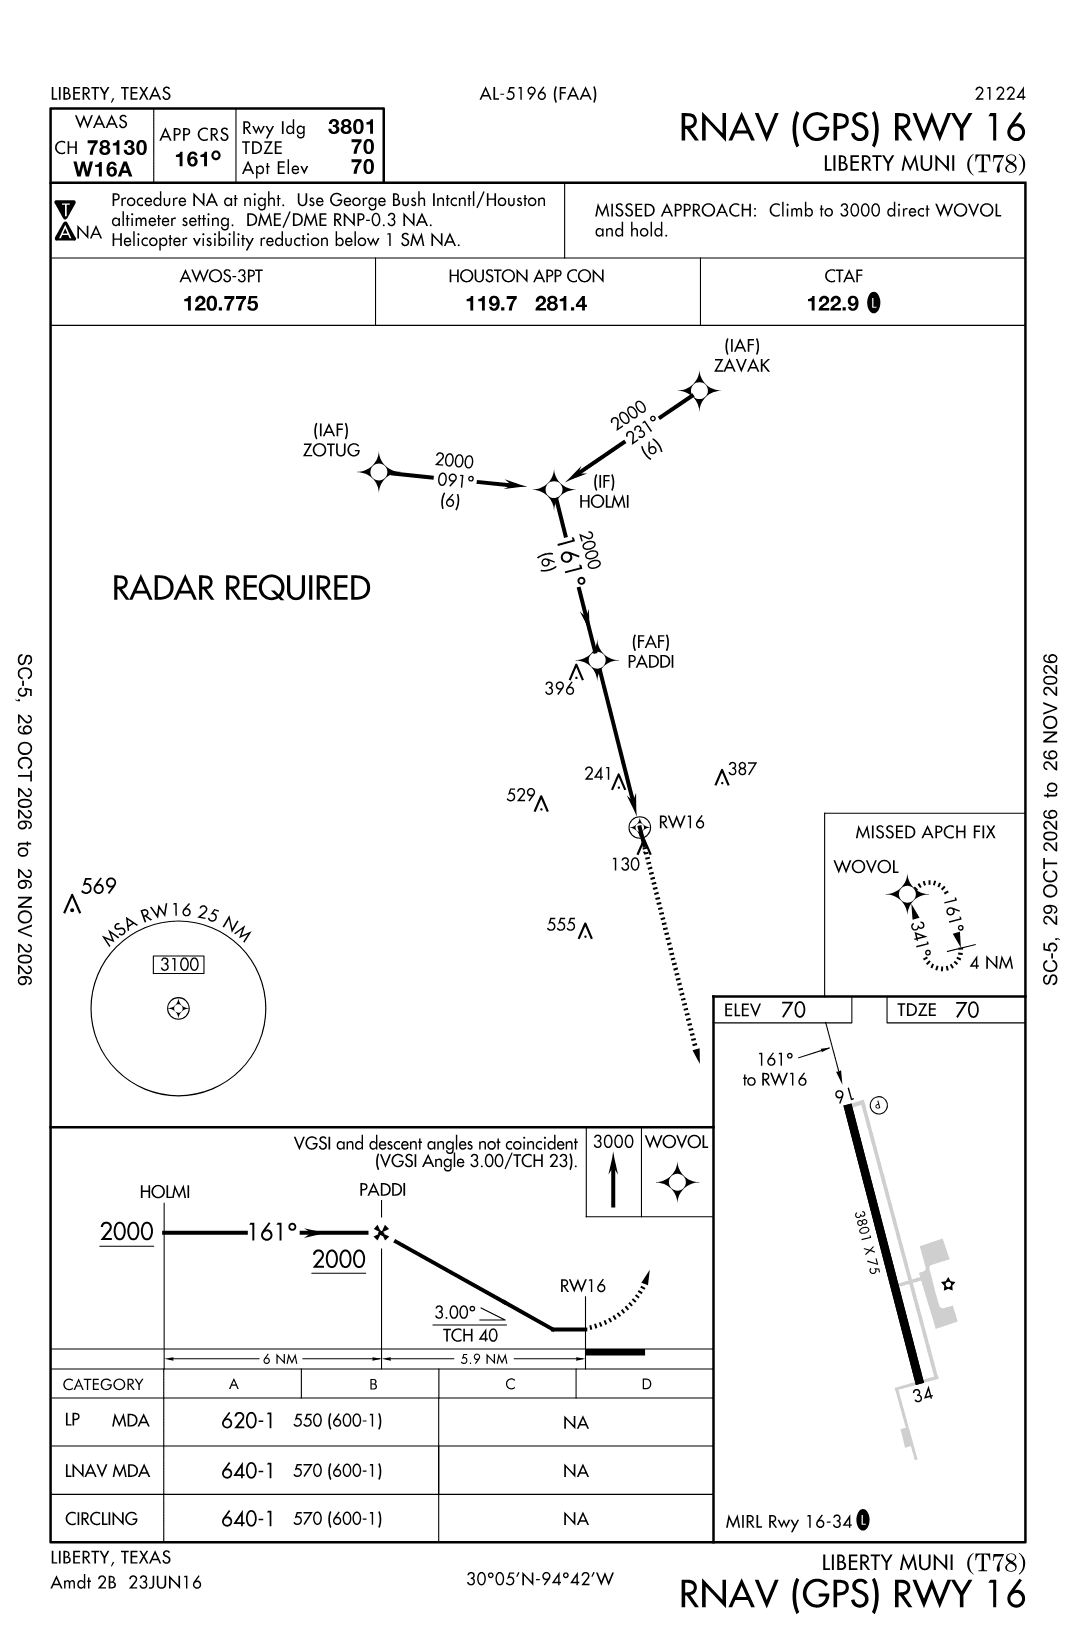 LIBERTY, TEXAS
AL-5196 (FAA)
21224
WAAS
CH 78130
W16A
APP CRS
161°
Rwy Idg 3801
TDZE 70
Apt Elev 70
RNAV (GPS) RWY 16
LIBERTY MUNI (T78)
T
A NA
Procedure NA at night. Use George Bush Intcntl/Houston
altimeter setting. DME/DME RNP-0.3 NA.
Helicopter visibility reduction below 1 SM NA.
MISSED APPROACH: Climb to 3000 direct WOVOL
and hold.
AWOS-3PT
120.775
HOUSTON APP CON
119.7 281.4
CTAF
122.9 L
(IAF)
ZAVAK
2000
231°
(6)
(IAF)
ZOTUG
2000
091°
(6)
(IF)
HOLMI
2000
161°
(6)
RADAR REQUIRED
(FAF)
PADDI
396
241
387
529
RW16
130
555
569
MSA RW16 25 NM
3100
MISSED APCH FIX
WOVOL
161°
341°
4 NM
SC-5, 29 OCT 2026 to 26 NOV 2026
SC-5, 29 OCT 2026 to 26 NOV 2026
ELEV 70
TDZE 70
161°
to RW16
16
P
3801 X 75
34
MIRL Rwy 16-34 L
VGSI and descent angles not coincident
(VGSI Angle 3.00/TCH 23).
3000
WOVOL
HOLMI
PADDI
2000
161°
2000
RW16
3.00°
TCH 40
6 NM
5.9 NM
CATEGORY A B C D
LP MDA 620-1 550 (600-1) NA
LNAV MDA 640-1 570 (600-1) NA
CIRCLING 640-1 570 (600-1) NA
LIBERTY, TEXAS
Amdt 2B 23JUN16
30°05'N-94°42'W
LIBERTY MUNI (T78)
RNAV (GPS) RWY 16